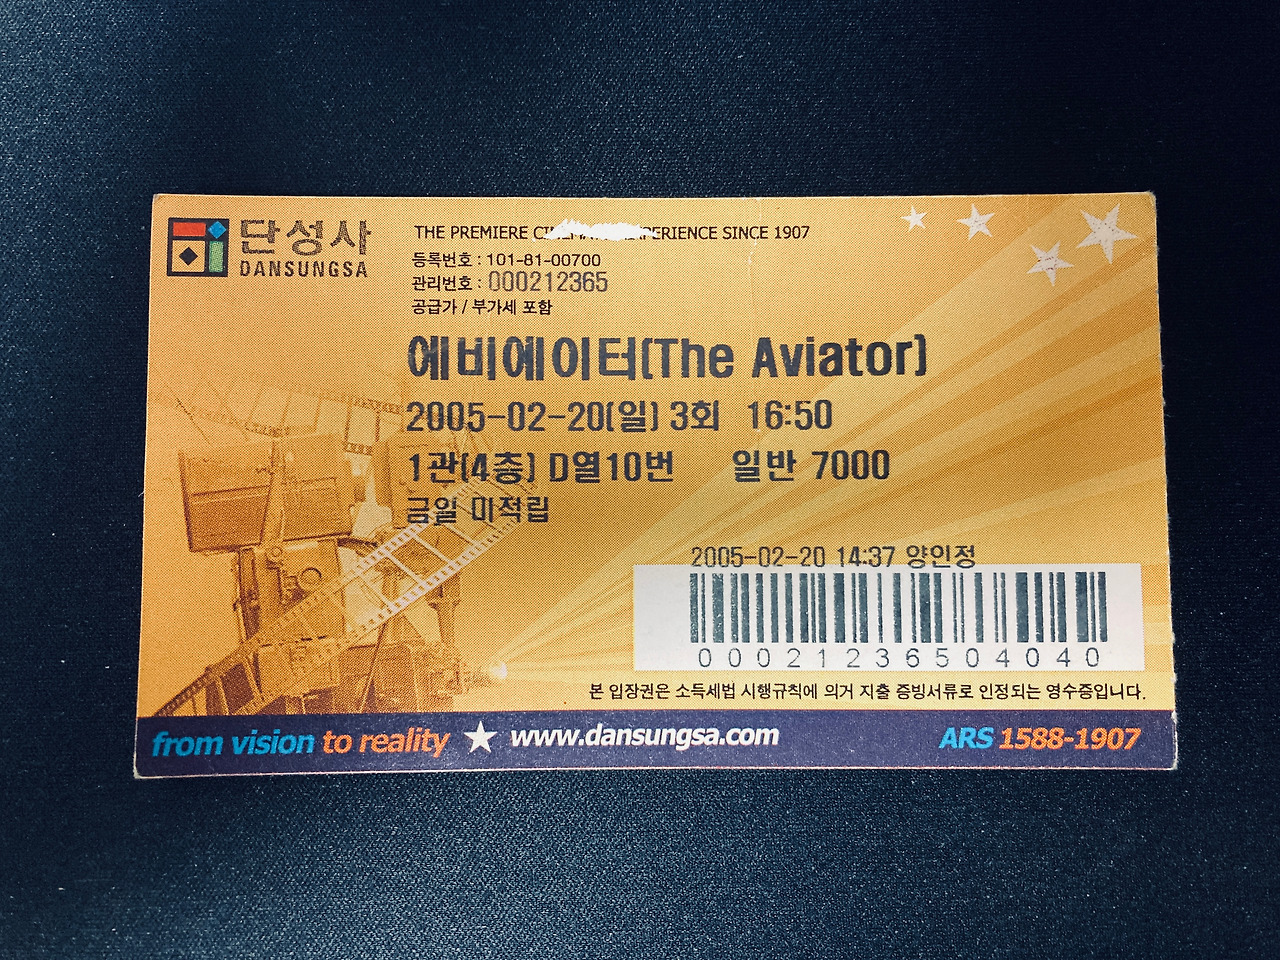 단성사
DANSUNGSA
THE PREMIERE EXPERIENCE SINCE 1907
등록번호 : 101-81-00700
관리번호 : 000212365
공급가 / 부가세 포함
에비에이터(The Aviator)
2005-02-20(일) 3회 16:50
1관(4층) D열10번 일반 7000
금일 미적립
2005-02-20 14:37 양인정
00021236504040
본 입장권은 소득세법 시행규칙에 의거 지출 증빙서류로 인정되는 영수증입니다.
from vision to reality ★ www.dansungsa.com ARS 1588-1907